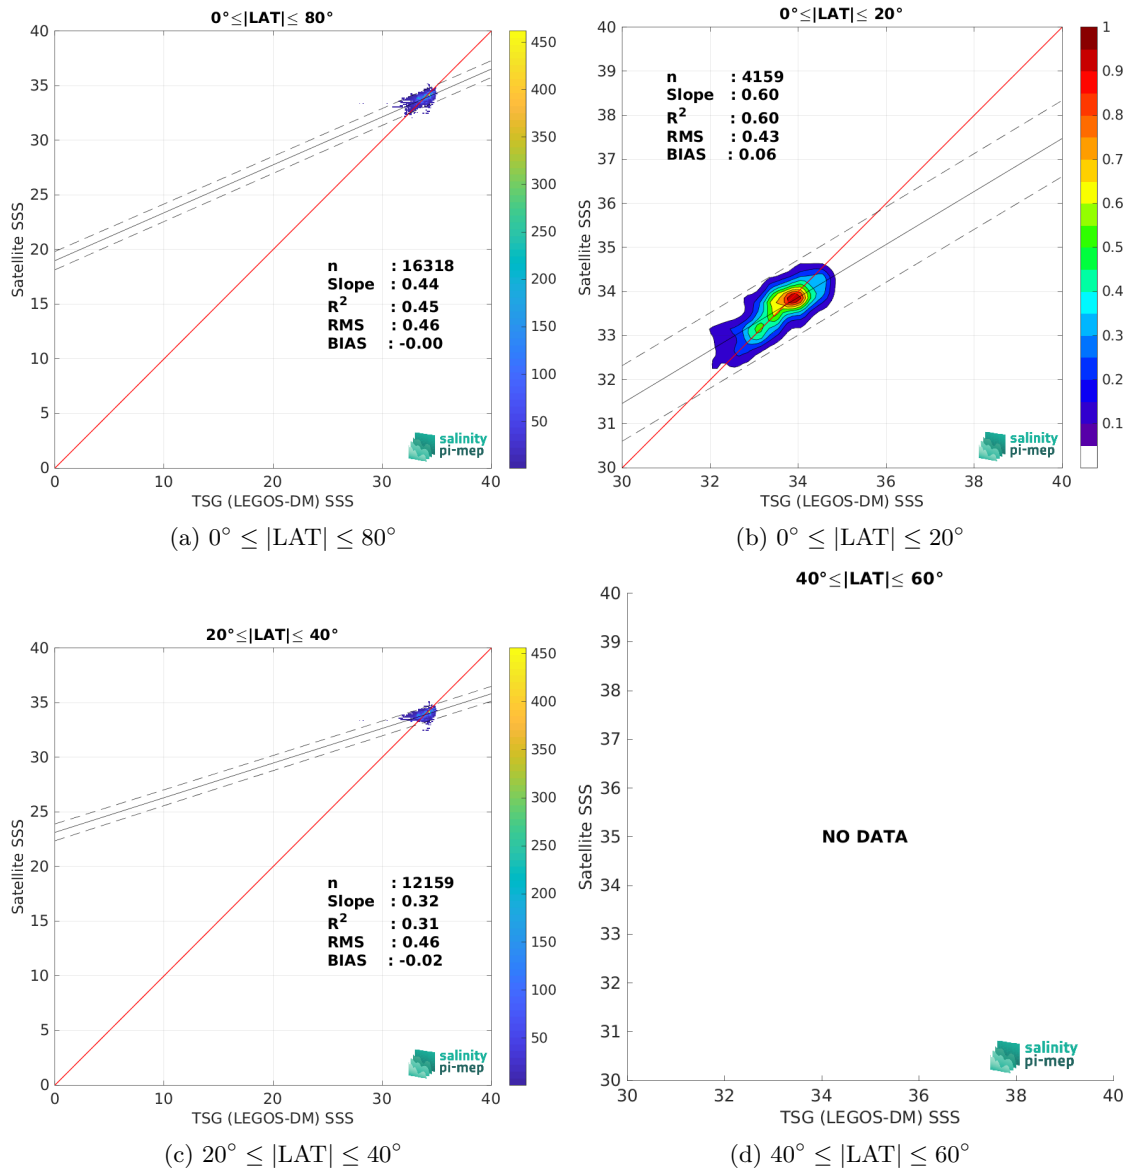 0°≤|LAT|≤ 80°
40
35
30
25
20
15
10
5
0
Satellite SSS
n : 16318
Slope : 0.44
R2 : 0.45
RMS : 0.46
BIAS : -0.00
salinity
pi-mep
0 10 20 30 40
TSG (LEGOS-DM) SSS
450
400
350
300
250
200
150
100
50
(a) 0° ≤ |LAT| ≤ 80°
0°≤|LAT|≤ 20°
40
39
38
37
36
35
34
33
32
31
30
Satellite SSS
n : 4159
Slope : 0.60
R2 : 0.60
RMS : 0.43
BIAS : 0.06
salinity
pi-mep
30 32 34 36 38 40
TSG (LEGOS-DM) SSS
1
0.9
0.8
0.7
0.6
0.5
0.4
0.3
0.2
0.1
(b) 0° ≤ |LAT| ≤ 20°
20°≤|LAT|≤ 40°
40
35
30
25
20
15
10
5
0
Satellite SSS
n : 12159
Slope : 0.32
R2 : 0.31
RMS : 0.46
BIAS : -0.02
salinity
pi-mep
0 10 20 30 40
TSG (LEGOS-DM) SSS
450
400
350
300
250
200
150
100
50
(c) 20° ≤ |LAT| ≤ 40°
40°≤|LAT|≤ 60°
40
39
38
37
36
35
34
33
32
31
30
Satellite SSS
NO DATA
salinity
pi-mep
30 32 34 36 38 40
TSG (LEGOS-DM) SSS
(d) 40° ≤ |LAT| ≤ 60°